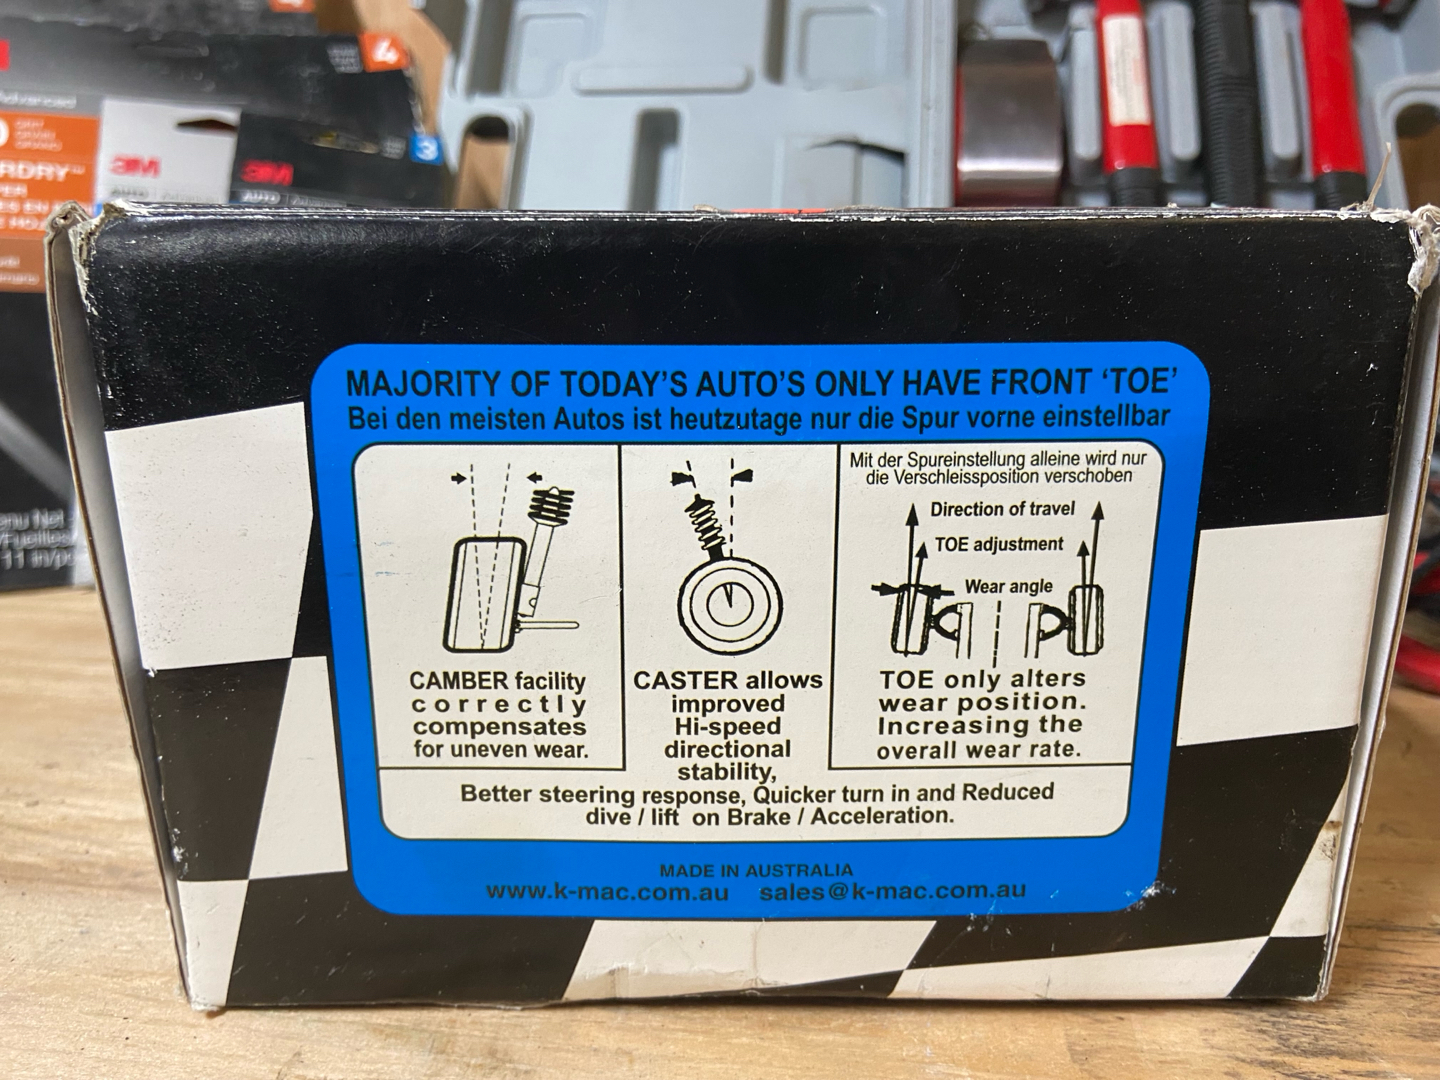 4
3
3M
3M
AUTO
AUTO
MAJORITY OF TODAY'S AUTO'S ONLY HAVE FRONT 'TOE'
Bei den meisten Autos ist heutzutage nur die Spur vorne einstellbar
Mit der Spureinstellung alleine wird nur
die Verschleissposition verschoben
Direction of travel
TOE adjustment
Wear angle
CAMBER facility
correctly
compensates
for uneven wear.
CASTER allows
improved
Hi-speed
directional
stability,
TOE only alters
wear position.
Increasing the
overall wear rate.
Better steering response, Quicker turn in and Reduced
dive / lift on Brake / Acceleration.
MADE IN AUSTRALIA
www.k-mac.com.au sales@k-mac.com.au